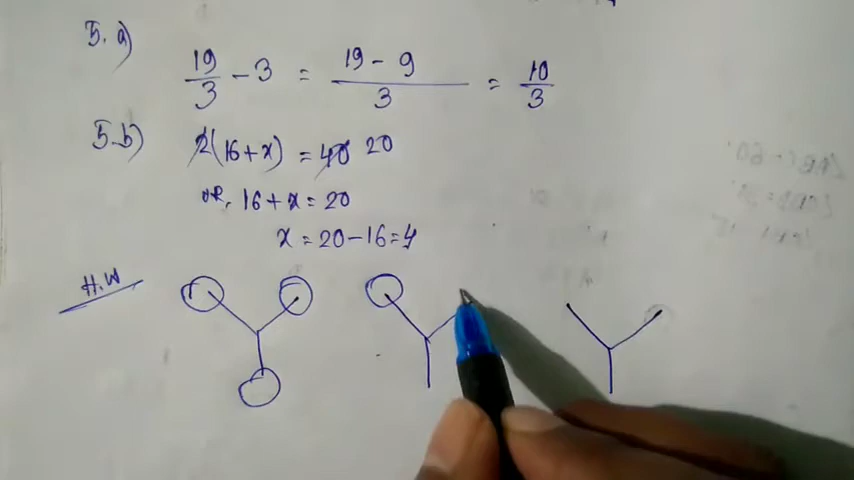 5. a)
19/3 - 3 = 19 - 9/3 = 10/3
5.b) 2(16+x) = 40 20
OR, 16 + x = 20
x = 20 - 16 = 4
H.W